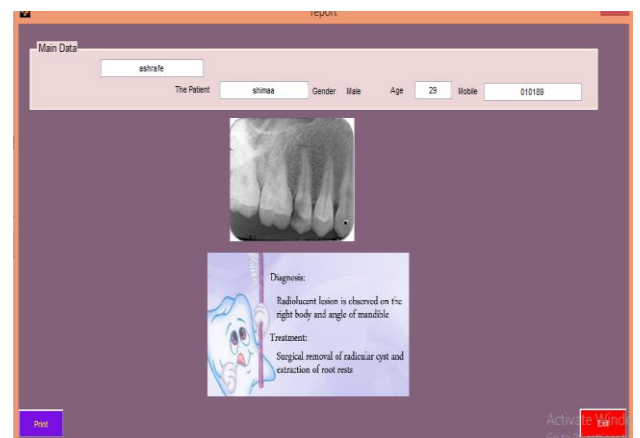 report
Main Data
ashrafe
The Patient shimaa Gender Male Age 29 Mobile 010189
Diagnosis:
Radiolucent lesion is observed on the
right body and angle of mandible
Treatment:
Surgical removal of radicular cyst and
extraction of root rests
Print
Activate Windo
Exit